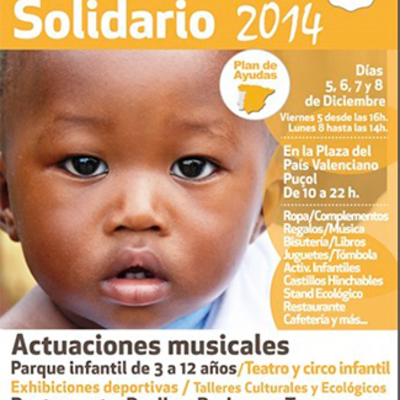 Solidario 2014
Plan de
Ayudas
Días
5, 6, 7 y 8
de Diciembre
Viernes 5 desde las 16h.
Lunes 8 hasta las 14h.
En la Plaza del
País Valenciano
Puçol
De 10 a 22 h.
Ropa/Complementos
Regalos/Música
Bisutería/Libros
Juguetes/Tómbola
Activ. Infantiles
Castillos Hinchables
Stand Ecológico
Restaurante
Cafetería y más...
Actuaciones musicales
Parque infantil de 3 a 12 años/Teatro y circo infantil
Exhibiciones deportivas / Talleres Culturales y Ecológicos